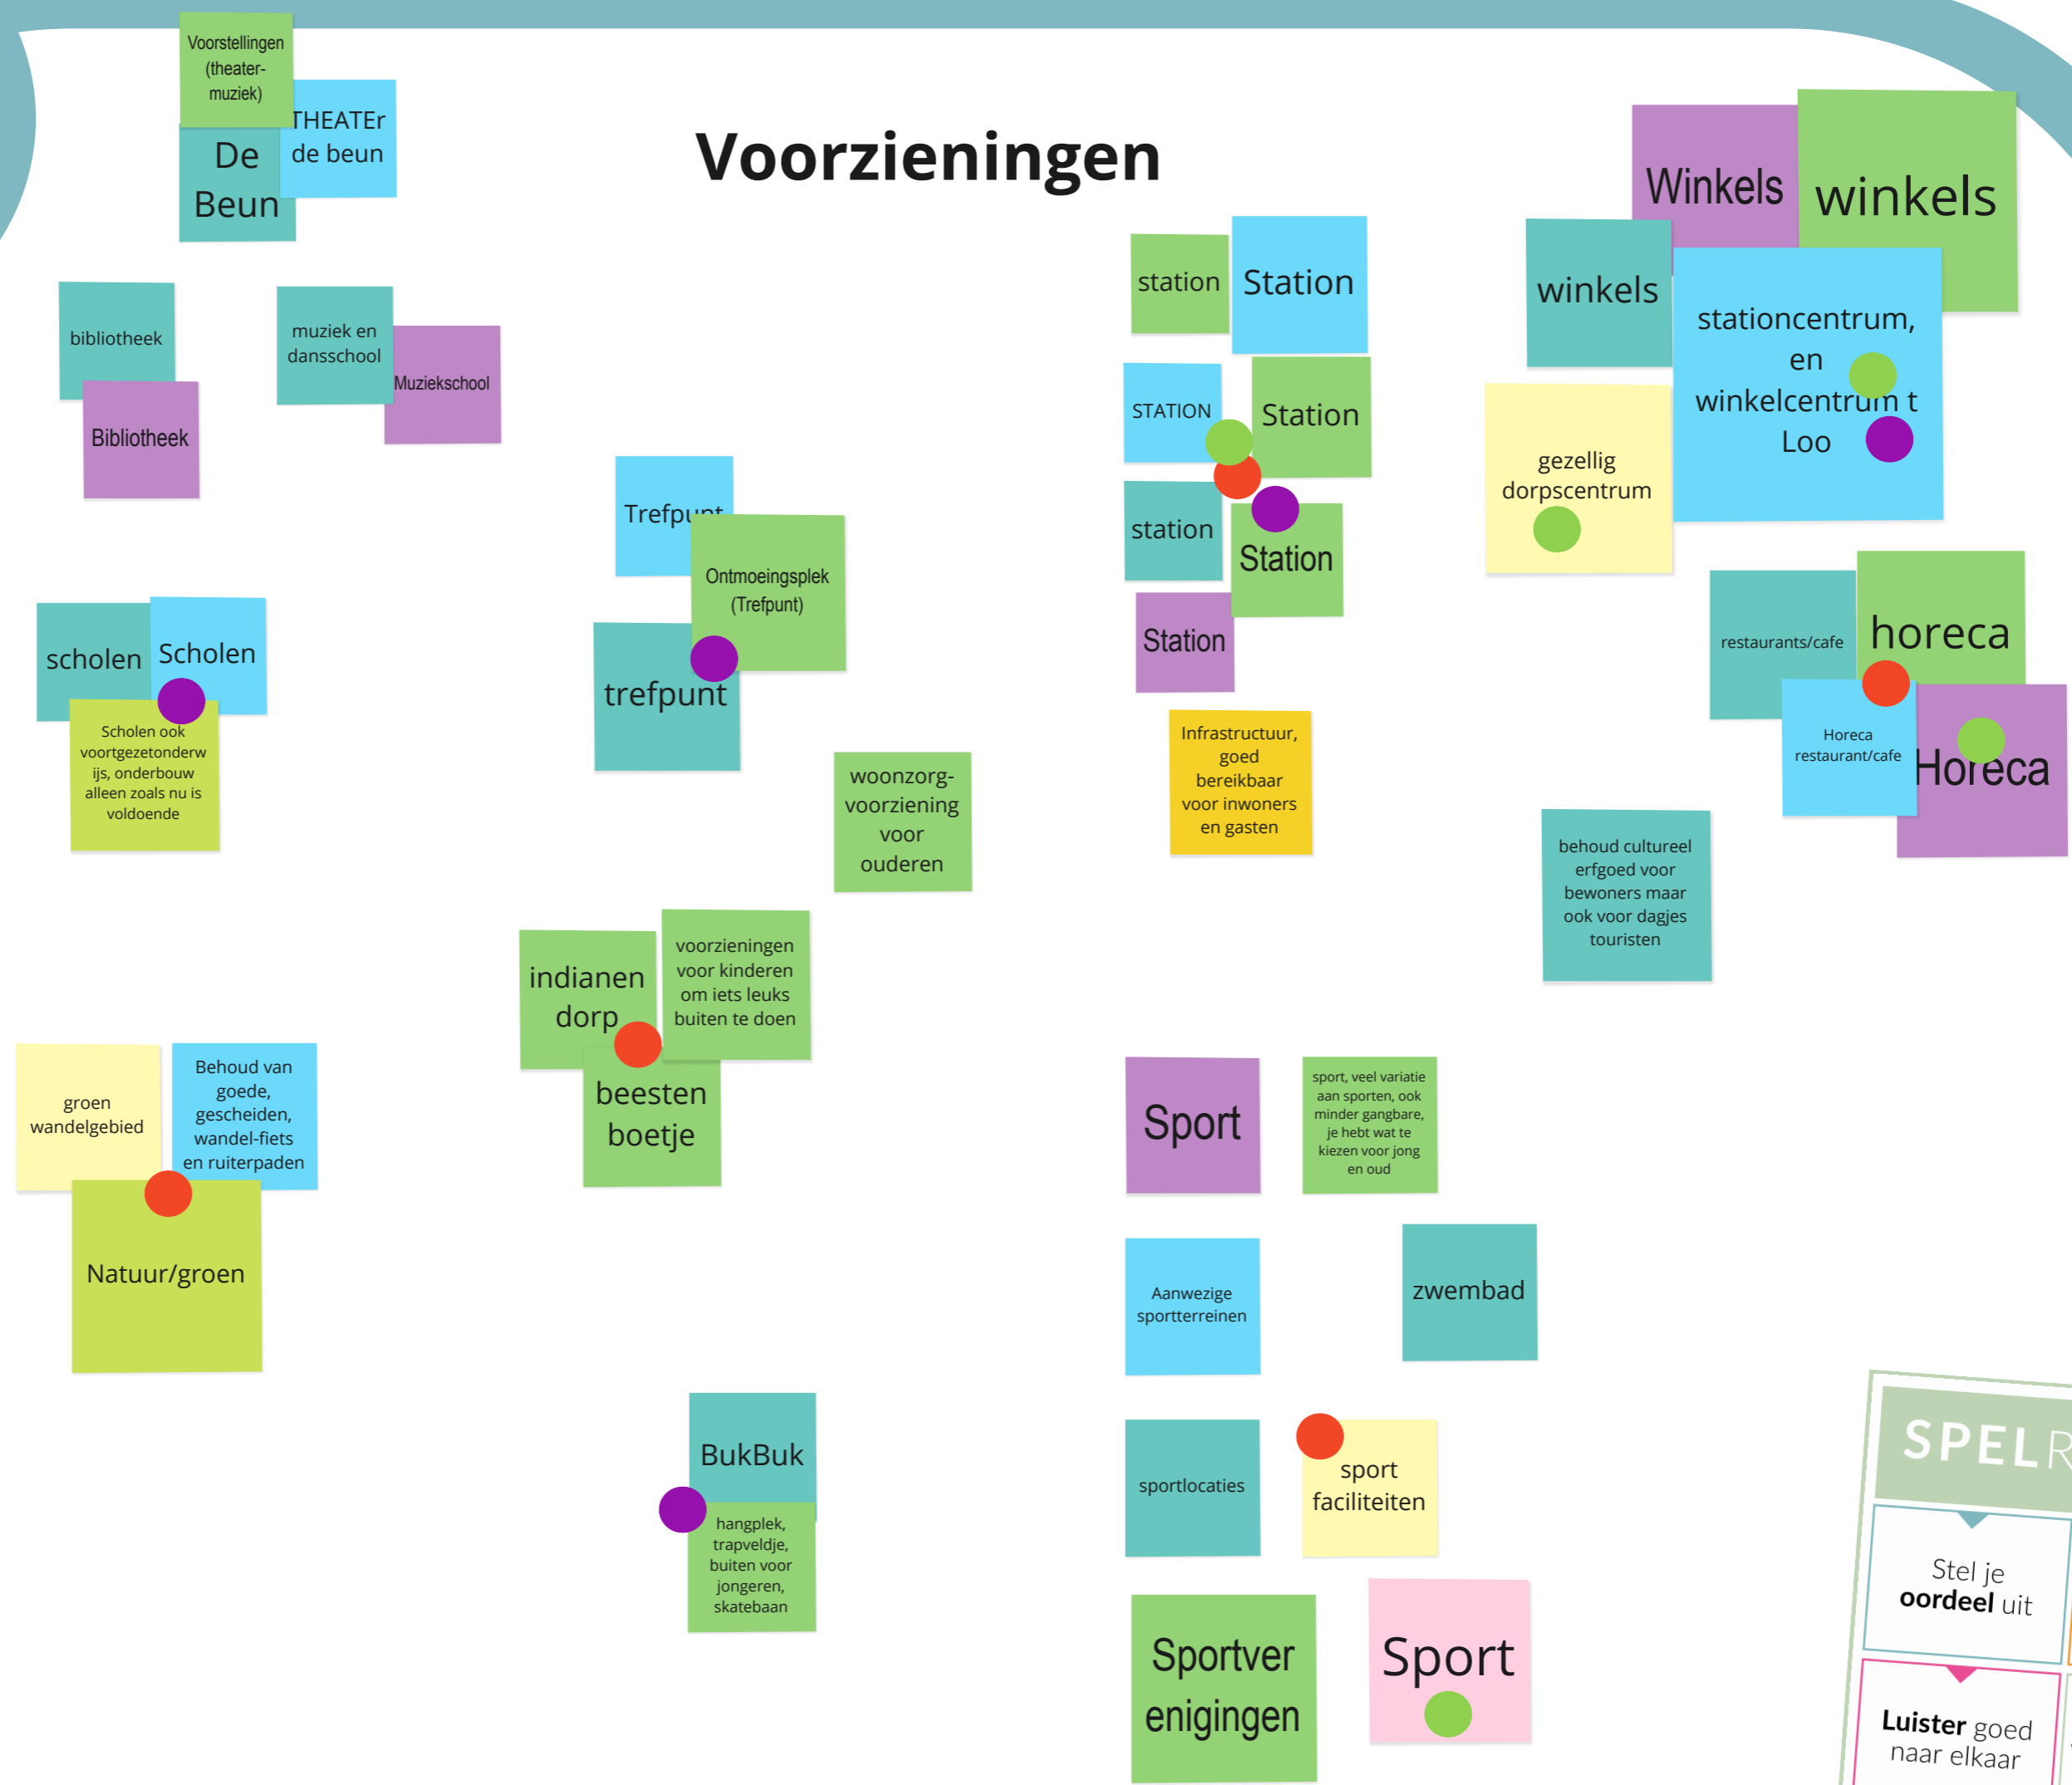 Voorstellingen
(theater-
muziek)
THEATEr
de beun
De
Beun
Voorzieningen
bibliotheek
Bibliotheek
muziek en
dansschool
Muziekschool
Trefpunt
Ontmoeingsplek
(Trefpunt)
trefpunt
scholen
Scholen
Scholen ook
voortgezetonderw
ijs, onderbouw
alleen zoals nu is
voldoende
woonzorg-
voorziening
voor
ouderen
indianen
dorp
voorzieningen
voor kinderen
om iets leuks
buiten te doen
beesten
boetje
groen
wandelgebied
Behoud van
goede,
gescheiden,
wandel-fiets
en ruiterpaden
Natuur/groen
BukBuk
hangplek,
trapveldje,
buiten voor
jongeren,
skatebaan
station
Station
STATION
Station
station
Station
Station
Infrastructuur,
goed
bereikbaar
voor inwoners
en gasten
Winkels
winkels
winkels
stationcentrum,
en
winkelcentrum t
Loo
gezellig
dorpscentrum
restaurants/cafe
horeca
Horeca
restaurant/cafe
Horeca
behoud cultureel
erfgoed voor
bewoners maar
ook voor dagjes
touristen
Sport
sport, veel variatie
aan sporten, ook
minder gangbare,
je hebt wat te
kiezen voor jong
en oud
Aanwezige
sportterreinen
zwembad
sportlocaties
sport
faciliteiten
Sportver
enigingen
Sport
SPELR
Stel je
oordeel uit
Luister goed
naar elkaar